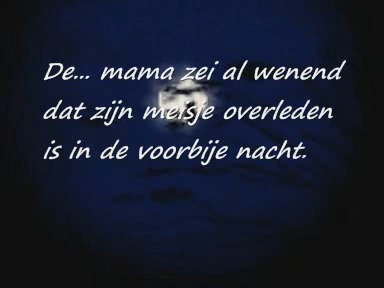 De... mama zei al wenend
dat zijn meisje overleden
is in de voorbije nacht.